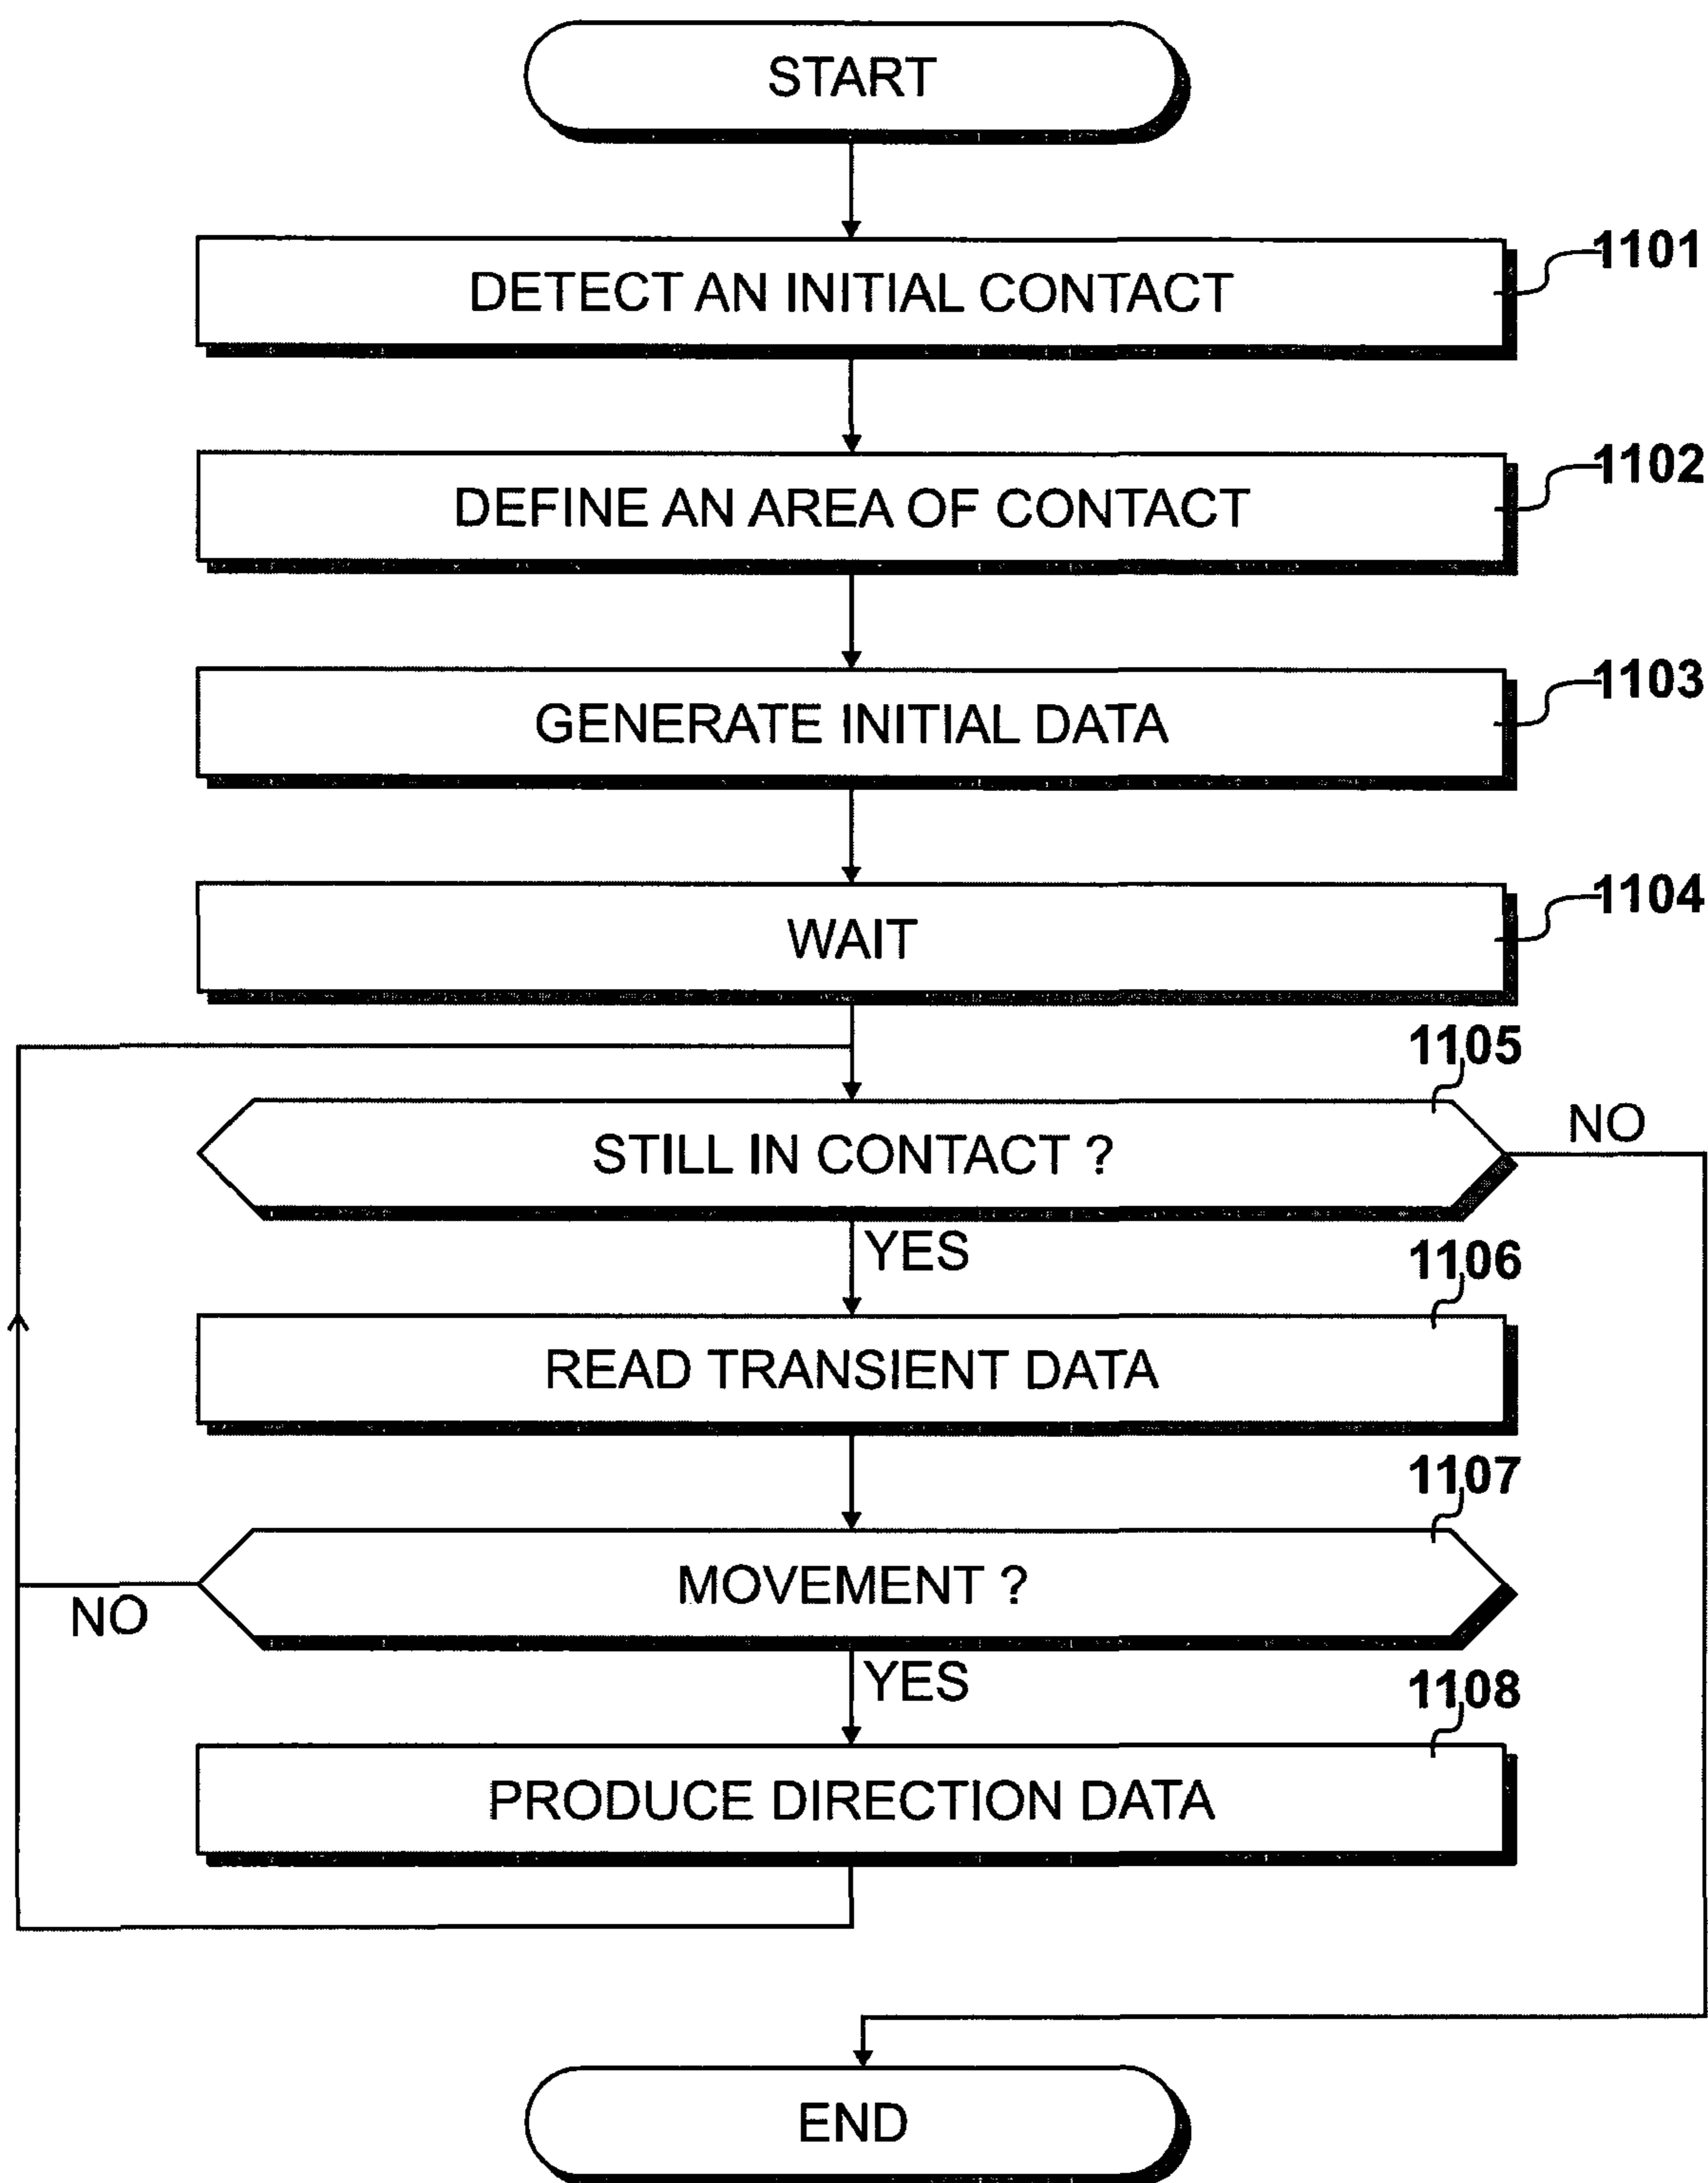 START
DETECT AN INITIAL CONTACT
1101
DEFINE AN AREA OF CONTACT
1102
GENERATE INITIAL DATA
1103
WAIT
1104
1105
STILL IN CONTACT ?
NO
YES
1106
READ TRANSIENT DATA
1107
MOVEMENT ?
NO
YES
1108
PRODUCE DIRECTION DATA
END